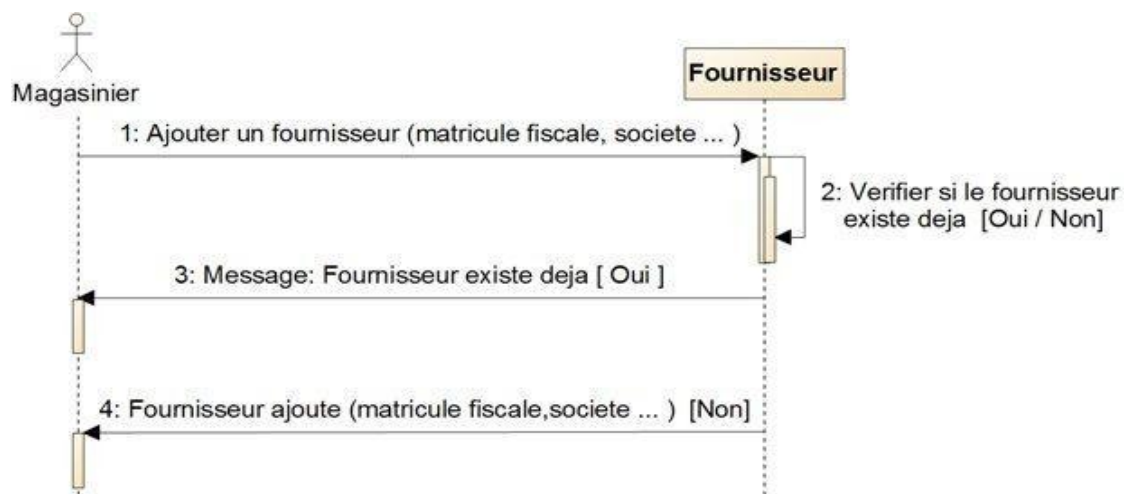 Magasinier
Fournisseur
1: Ajouter un fournisseur (matricule fiscale, societe ... )
2: Verifier si le fournisseur
existe deja [Oui / Non]
3: Message: Fournisseur existe deja [ Oui ]
4: Fournisseur ajoute (matricule fiscale,societe ... ) [Non]